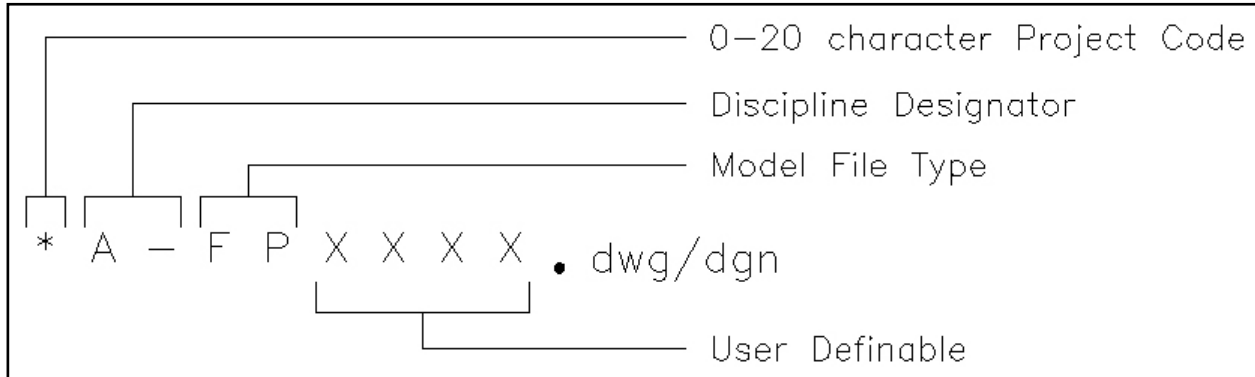 0-20 character Project Code
Discipline Designator
Model File Type
* A - F P X X X X . dwg/dgn
User Definable